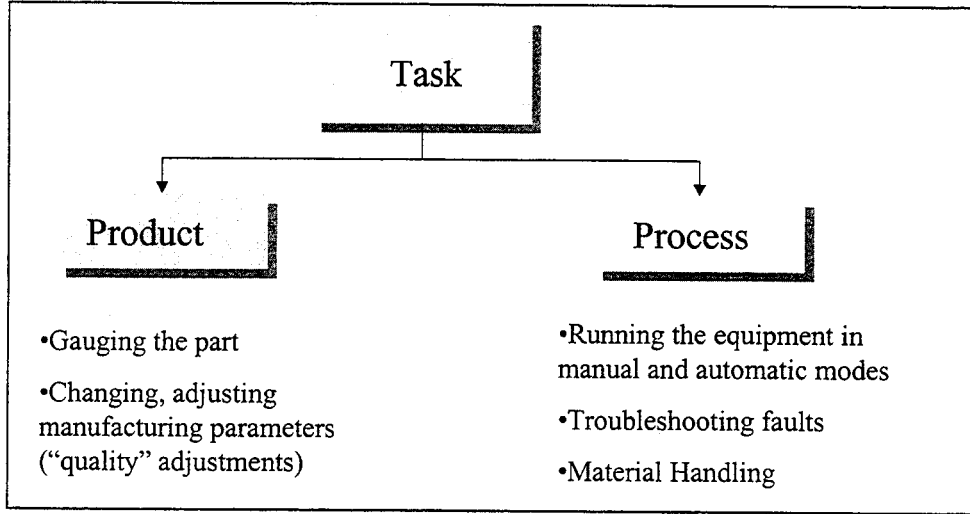 Task
Product
•Gauging the part
•Changing, adjusting
manufacturing parameters
(“quality” adjustments)
Process
•Running the equipment in
manual and automatic modes
•Troubleshooting faults
•Material Handling